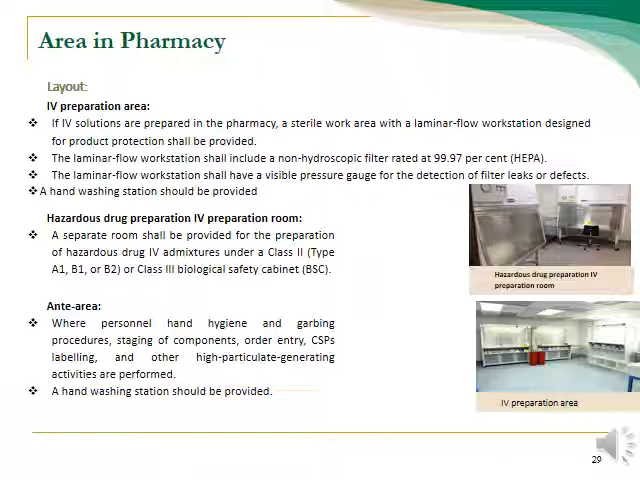 Area in Pharmacy
Layout:
IV preparation area:
❖ If IV solutions are prepared in the pharmacy, a sterile work area with a laminar-flow workstation designed
for product protection shall be provided.
❖ The laminar-flow workstation shall include a non-hydroscopic filter rated at 99.97 per cent (HEPA).
❖ The laminar-flow workstation shall have a visible pressure gauge for the detection of filter leaks or defects.
❖A hand washing station should be provided
Hazardous drug preparation IV preparation room:
❖ A separate room shall be provided for the preparation
of hazardous drug IV admixtures under a Class II (Type
A1, B1, or B2) or Class III biological safety cabinet (BSC).
Hazardous drug preparation IV
preparation room
Ante-area:
❖ Where personnel hand hygiene and garbing
procedures, staging of components, order entry, CSPs
labelling, and other high-particulate-generating
activities are performed.
❖ A hand washing station should be provided.
IV preparation area
29